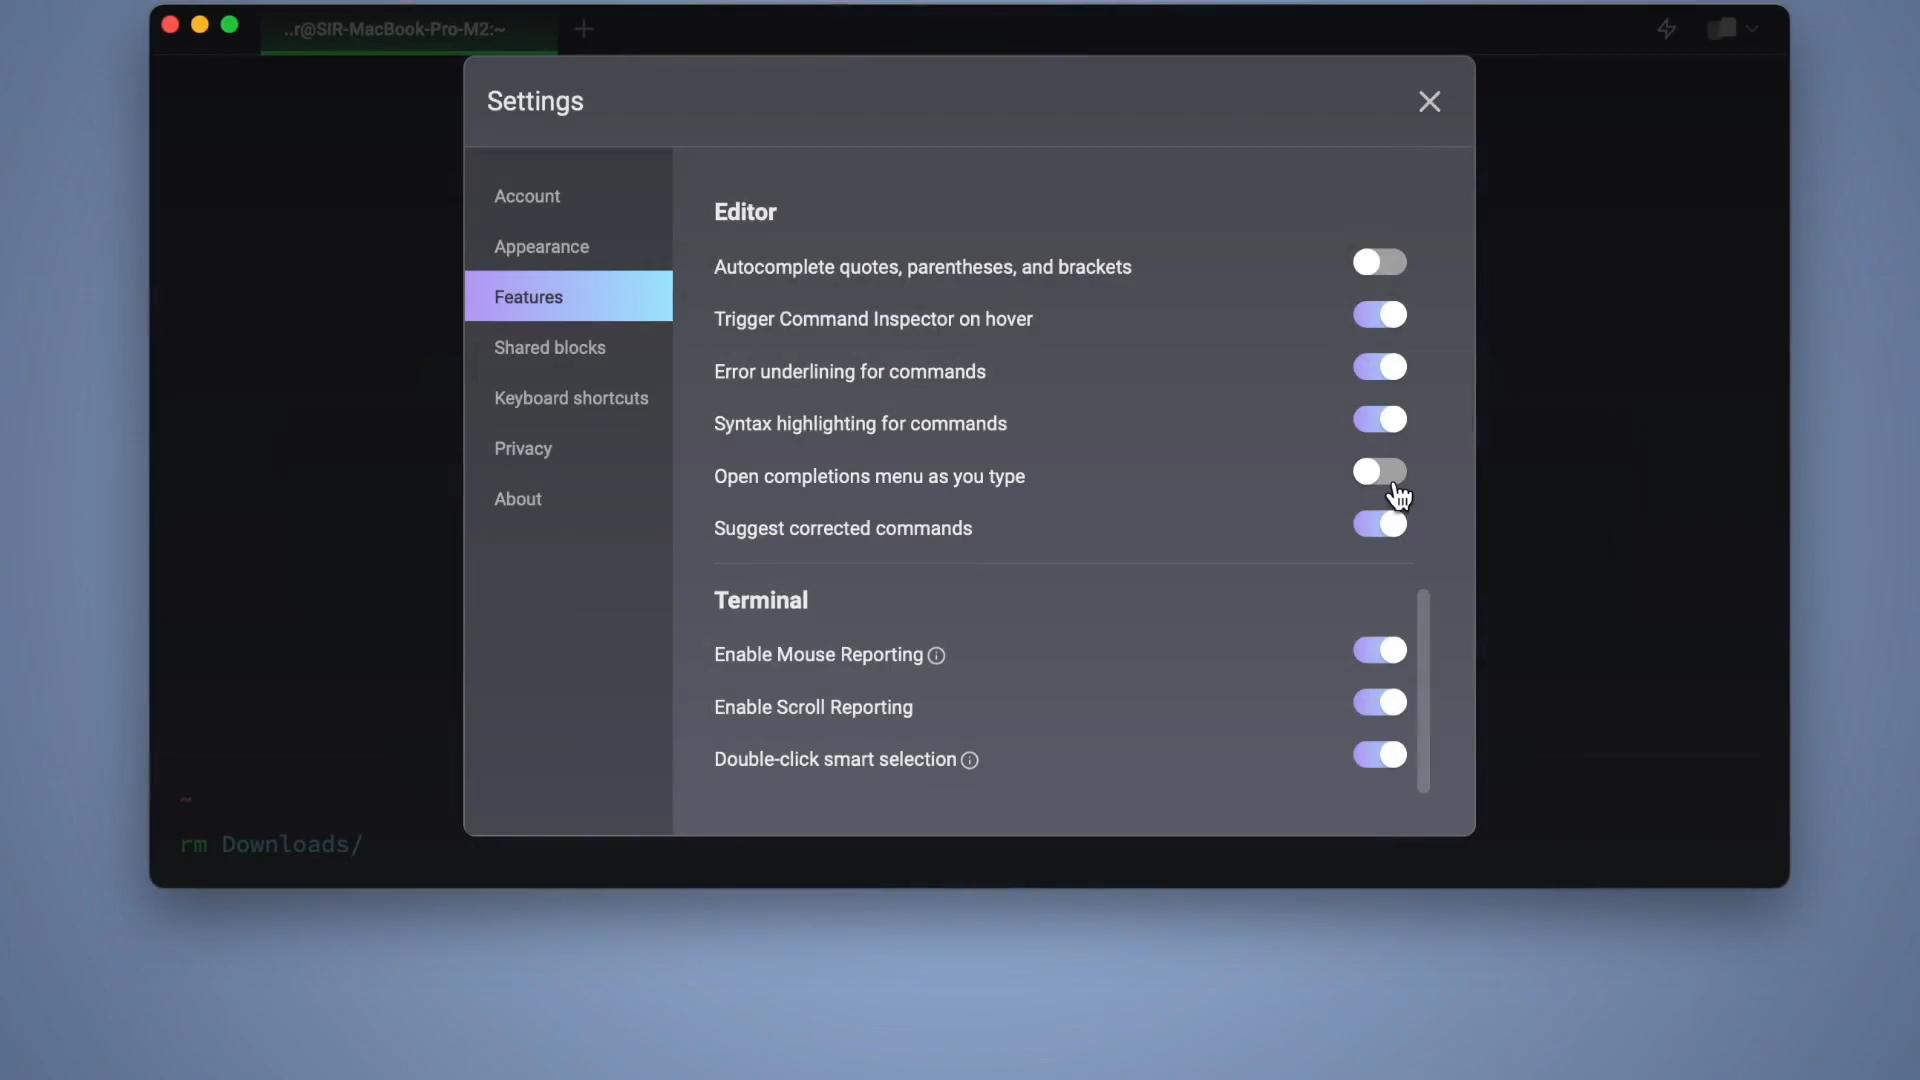 ..r@SIR-MacBook-Pro-M2:~
Settings
Account
Appearance
Features
Shared blocks
Keyboard shortcuts
Privacy
About
Editor
Autocomplete quotes, parentheses, and brackets
Trigger Command Inspector on hover
Error underlining for commands
Syntax highlighting for commands
Open completions menu as you type
Suggest corrected commands
Terminal
Enable Mouse Reporting
Enable Scroll Reporting
Double-click smart selection
~
rm Downloads/